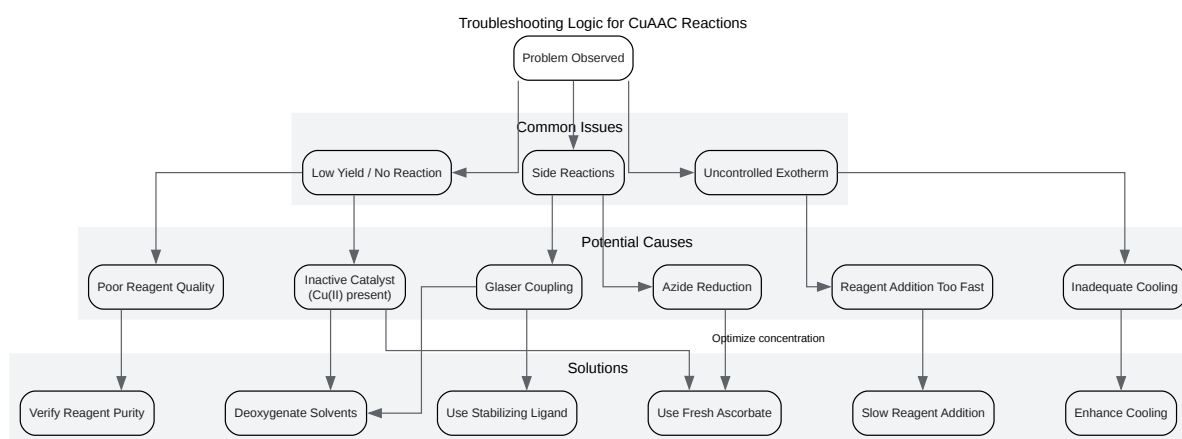 Troubleshooting Logic for CuAAC Reactions
Problem Observed
Common Issues
Low Yield / No Reaction
Side Reactions
Uncontrolled Exotherm
Potential Causes
Poor Reagent Quality
Inactive Catalyst
(Cu(II) present)
Glaser Coupling
Azide Reduction
Reagent Addition Too Fast
Inadequate Cooling
Optimize concentration
Solutions
Verify Reagent Purity
Deoxygenate Solvents
Use Stabilizing Ligand
Use Fresh Ascorbate
Slow Reagent Addition
Enhance Cooling